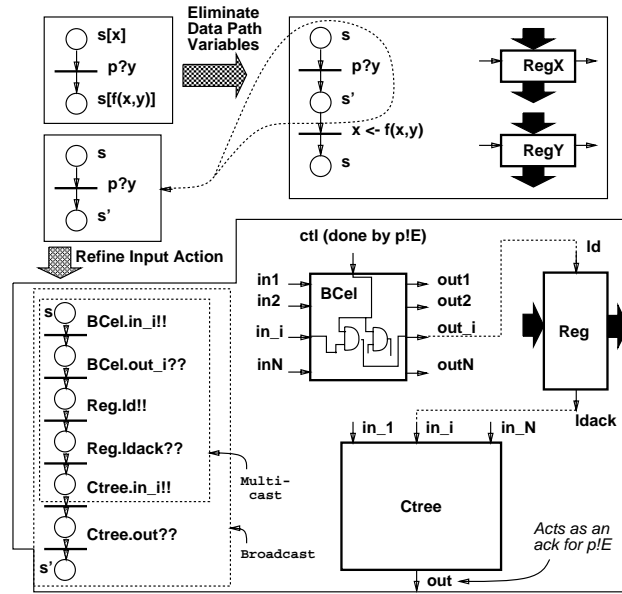 s[x]
p?y
s[f(x,y)]
Eliminate
Data Path
Variables
s
p?y
s'
x <- f(x,y)
s
RegX
RegY
s
p?y
s'
Refine Input Action
s
BCel.in_i!!
BCel.out_i??
Reg.ld!!
Reg.ldack??
Ctree.in_i!!
Ctree.out??
s'
Multi-
cast
Broadcast
ctl (done by p!E)
in1
in2
in_i
inN
BCel
out1
out2
out_i
outN
ld
Reg
ldack
in_1
in_i
in_N
Ctree
out
Acts as an
ack for p!E